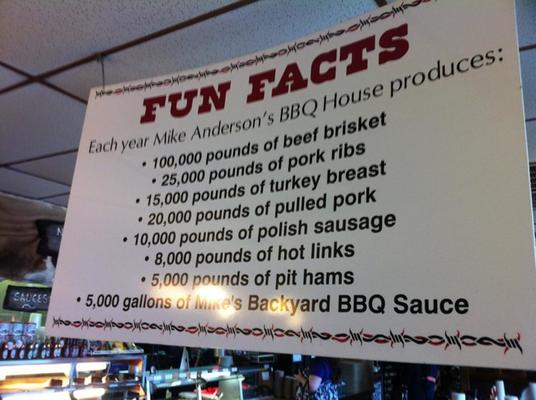 FUN FACTS
Each year Mike Anderson's BBQ House produces:
• 100,000 pounds of beef brisket
• 25,000 pounds of pork ribs
• 15,000 pounds of turkey breast
• 20,000 pounds of pulled pork
• 10,000 pounds of polish sausage
• 8,000 pounds of hot links
• 5,000 pounds of pit hams
• 5,000 gallons of Mike's Backyard BBQ Sauce
SAUCES